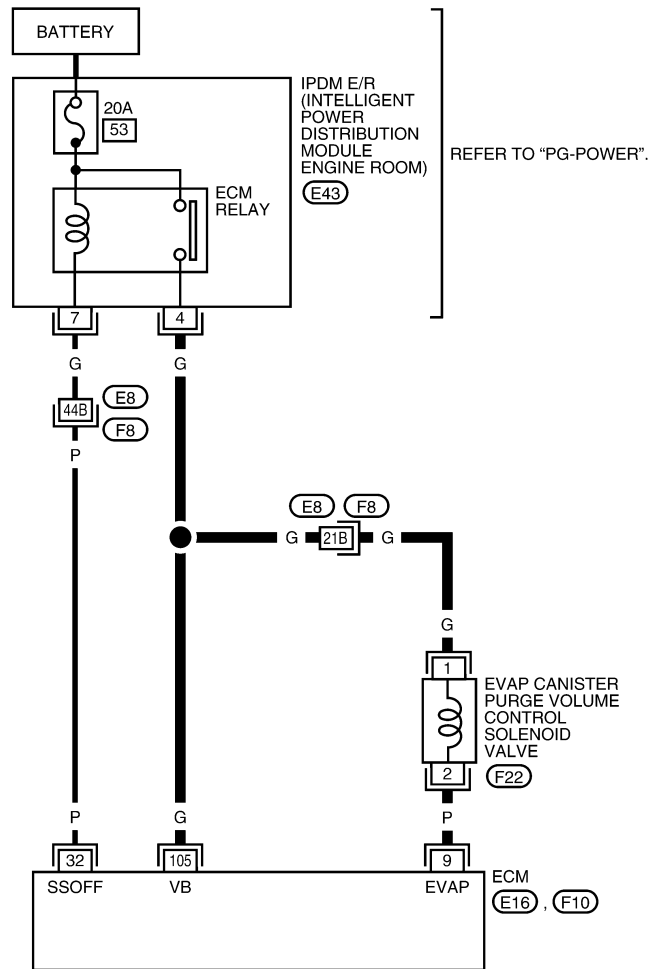 BATTERY
20A
53
IPDM E/R
(INTELLIGENT
POWER
DISTRIBUTION
MODULE
ENGINE ROOM)
E43
REFER TO “PG-POWER”.
ECM
RELAY
7
4
G
G
44B
E8
F8
P
E8
F8
G
21B
G
G
1
EVAP CANISTER
PURGE VOLUME
CONTROL
SOLENOID
VALVE
2
F22
P
G
P
32
105
9
SSOFF
VB
EVAP
ECM
E16 , F10